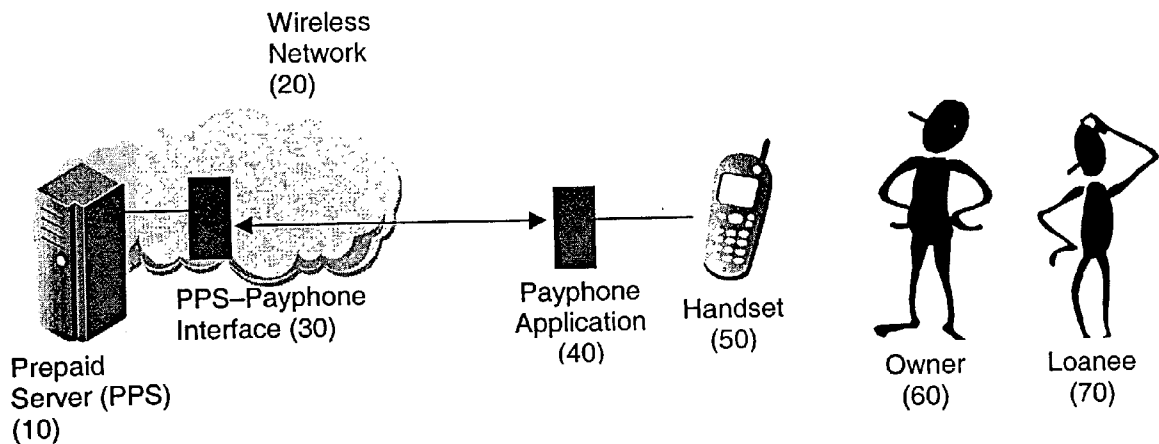 Wireless
Network
(20)
PPS–Payphone
Interface (30)
Payphone
Application
(40)
Handset
(50)
Owner
(60)
Loanee
(70)
Prepaid
Server (PPS)
(10)